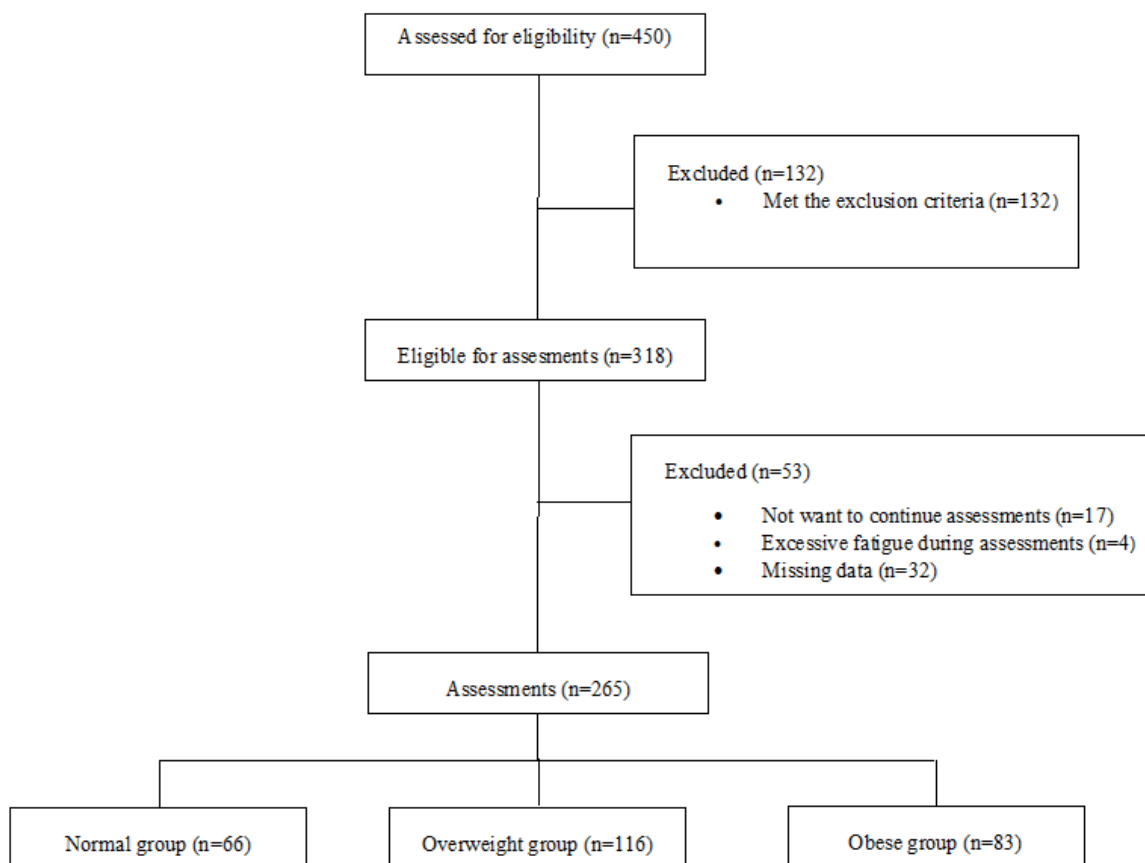 Assessed for eligibility (n=450)
Excluded (n=132)
• Met the exclusion criteria (n=132)
Eligible for assesments (n=318)
Excluded (n=53)
• Not want to continue assessments (n=17)
• Excessive fatigue during assessments (n=4)
• Missing data (n=32)
Assessments (n=265)
Normal group (n=66)
Overweight group (n=116)
Obese group (n=83)